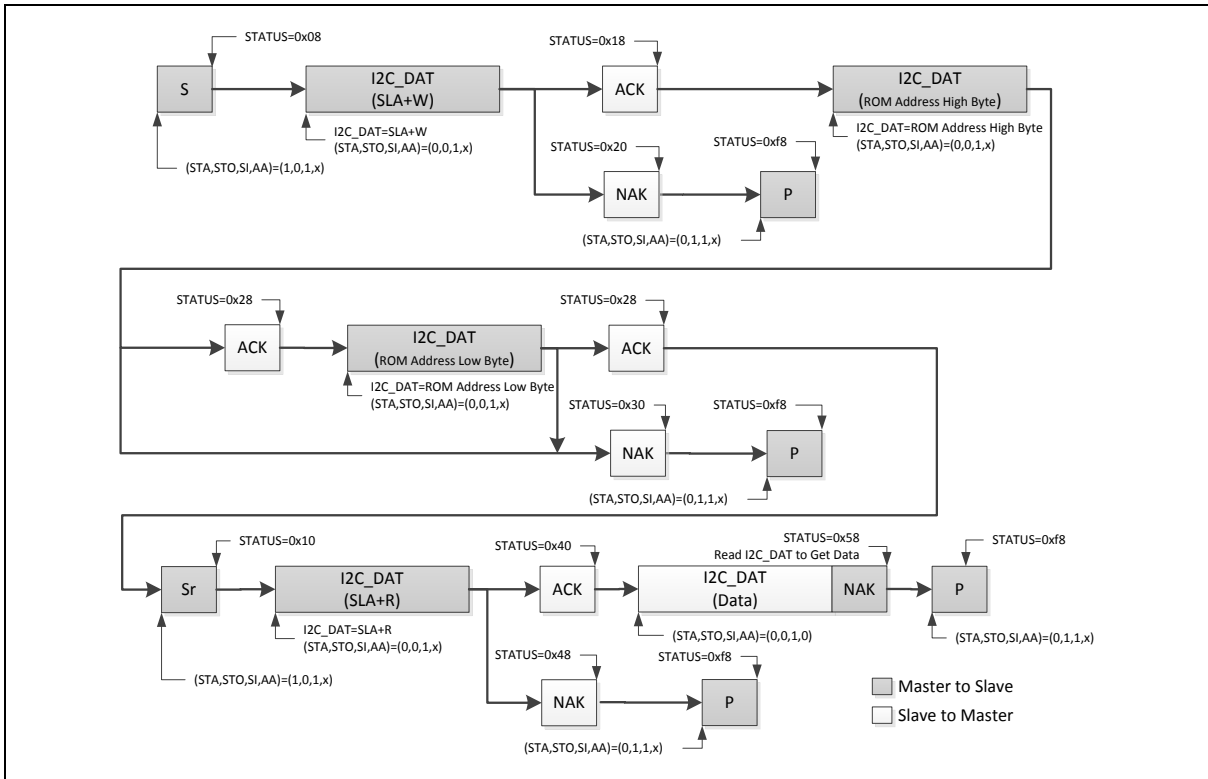 STATUS=0x08
STATUS=0x18
S
I2C_DAT
(SLA+W)
ACK
I2C_DAT
(ROM Address High Byte)
I2C_DAT=SLA+W
(STA,STO,SI,AA)=(0,0,1,x)
I2C_DAT=ROM Address High Byte
(STA,STO,SI,AA)=(0,0,1,x)
(STA,STO,SI,AA)=(1,0,1,x)
STATUS=0x20
STATUS=0xf8
NAK
P
(STA,STO,SI,AA)=(0,1,1,x)
STATUS=0x28
STATUS=0x28
ACK
I2C_DAT
(ROM Address Low Byte)
ACK
I2C_DAT=ROM Address Low Byte
(STA,STO,SI,AA)=(0,0,1,x)
STATUS=0x30
STATUS=0xf8
NAK
P
(STA,STO,SI,AA)=(0,1,1,x)
STATUS=0x10
STATUS=0x40
STATUS=0x58
Read I2C_DAT to Get Data
STATUS=0xf8
Sr
I2C_DAT
(SLA+R)
ACK
I2C_DAT
(Data)
NAK
P
I2C_DAT=SLA+R
(STA,STO,SI,AA)=(0,0,1,x)
(STA,STO,SI,AA)=(0,0,1,0)
(STA,STO,SI,AA)=(0,1,1,x)
(STA,STO,SI,AA)=(1,0,1,x)
STATUS=0x48
STATUS=0xf8
NAK
P
(STA,STO,SI,AA)=(0,1,1,x)
Master to Slave
Slave to Master